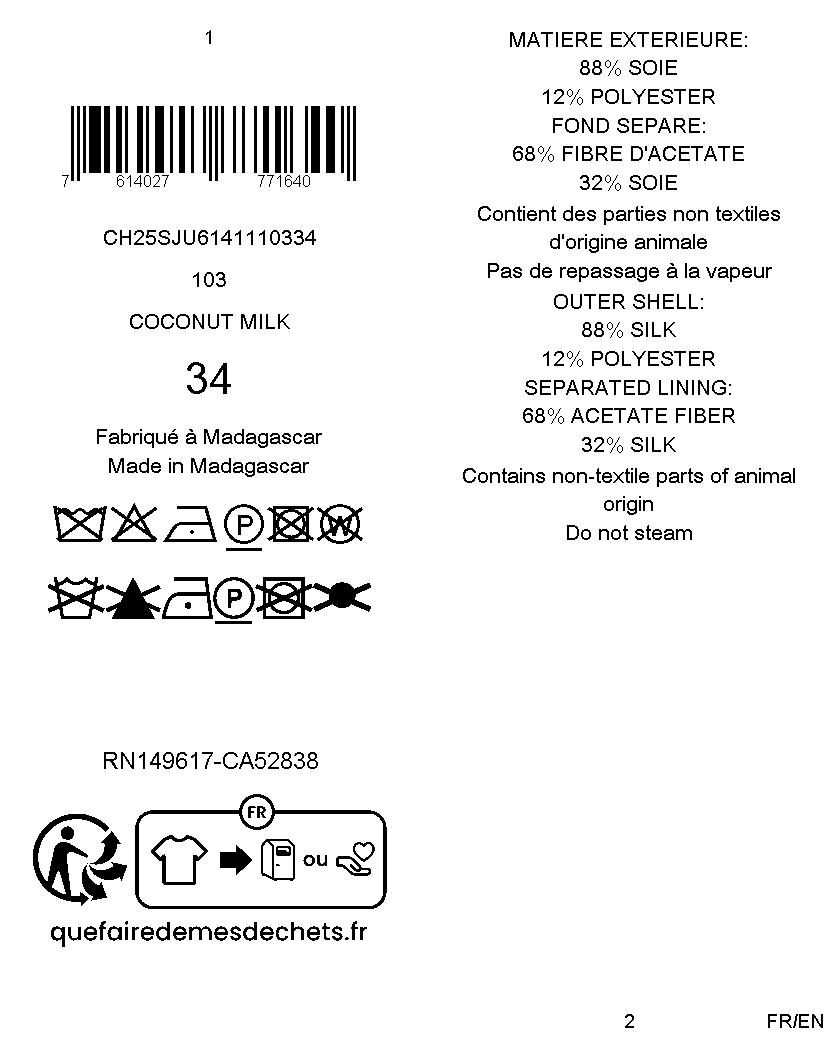 1
7 614027 771640
CH25SJU6141110334
103
COCONUT MILK
34
Fabriqué à Madagascar
Made in Madagascar
P W
P
RN149617-CA52838
FR
ou
quefairedemesdechets.fr
MATIERE EXTERIEURE:
88% SOIE
12% POLYESTER
FOND SEPARE:
68% FIBRE D'ACETATE
32% SOIE
Contient des parties non textiles
d'origine animale
Pas de repassage à la vapeur
OUTER SHELL:
88% SILK
12% POLYESTER
SEPARATED LINING:
68% ACETATE FIBER
32% SILK
Contains non-textile parts of animal
origin
Do not steam
2
FR/EN